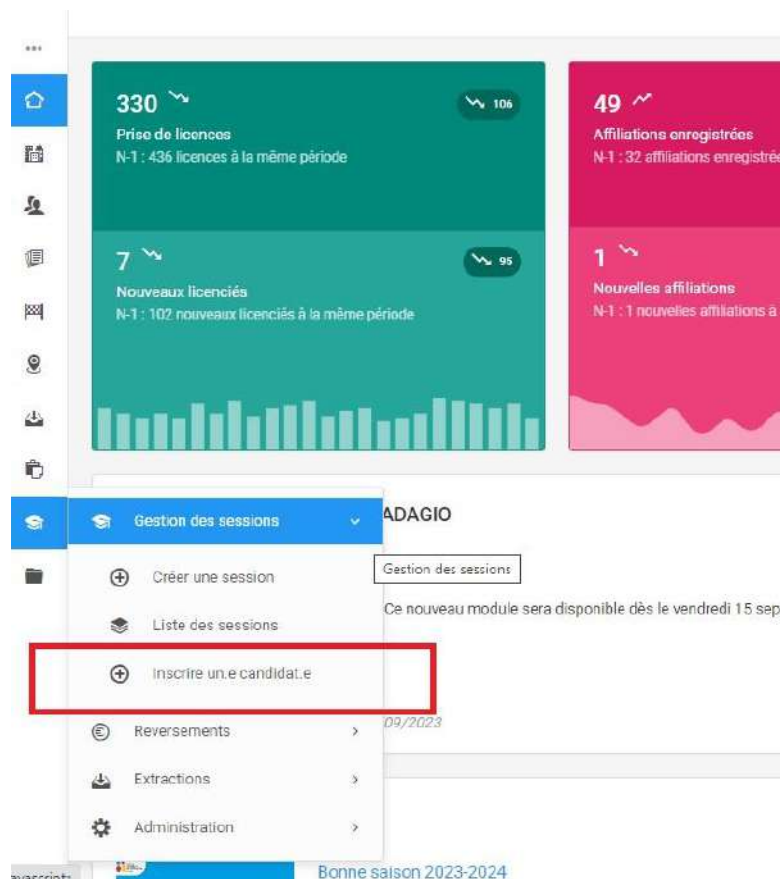 330
106
Prise de licences
N-1 : 436 licences à la même période
49
Affiliations enregistrées
N-1 : 32 affiliations enregistrée
7
95
Nouveaux licenciés
N-1 : 102 nouveaux licenciés à la même période
1
Nouvelles affiliations
N-1 : 1 nouvelles affiliations à
Gestion des sessions
ADAGIO
Créer une session
Gestion des sessions
Ce nouveau module sera disponible dès le vendredi 15 sep
Liste des sessions
Inscrire un.e candidat.e
Reversements
09/2023
Extractions
Administration
Bonne saison 2023-2024